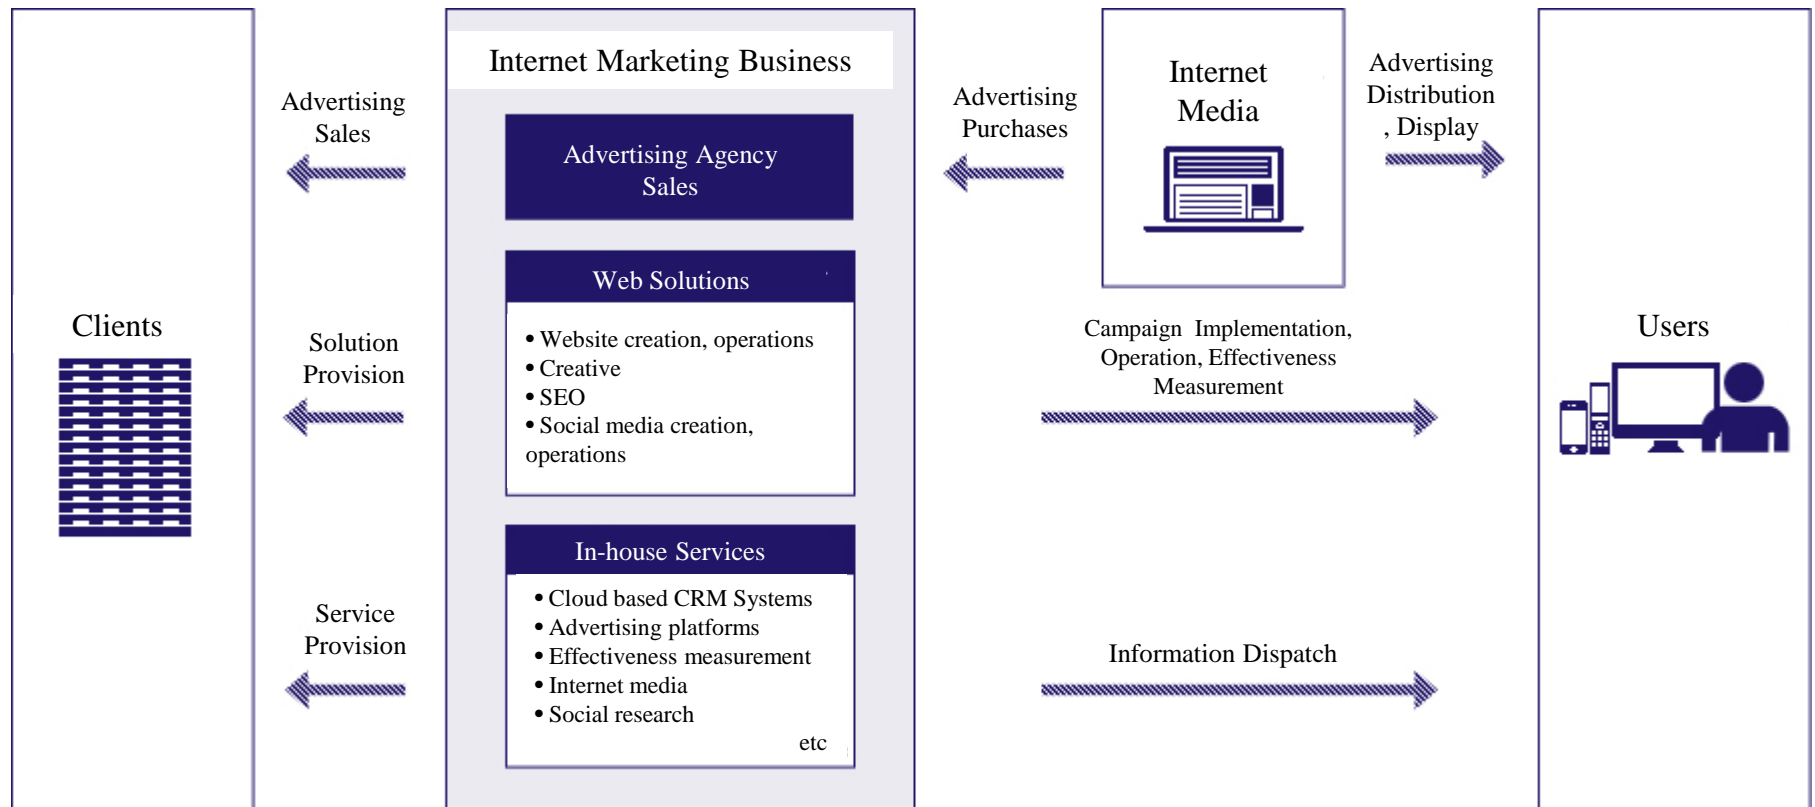 Clients
Advertising
Sales
Solution
Provision
Service
Provision
Internet Marketing Business
Advertising Agency
Sales
Web Solutions
• Website creation, operations
• Creative
• SEO
• Social media creation,
operations
In-house Services
• Cloud based CRM Systems
• Advertising platforms
• Effectiveness measurement
• Internet media
• Social research
etc
Advertising
Purchases
Internet
Media
Advertising
Distribution
, Display
Campaign Implementation,
Operation, Effectiveness
Measurement
Information Dispatch
Users